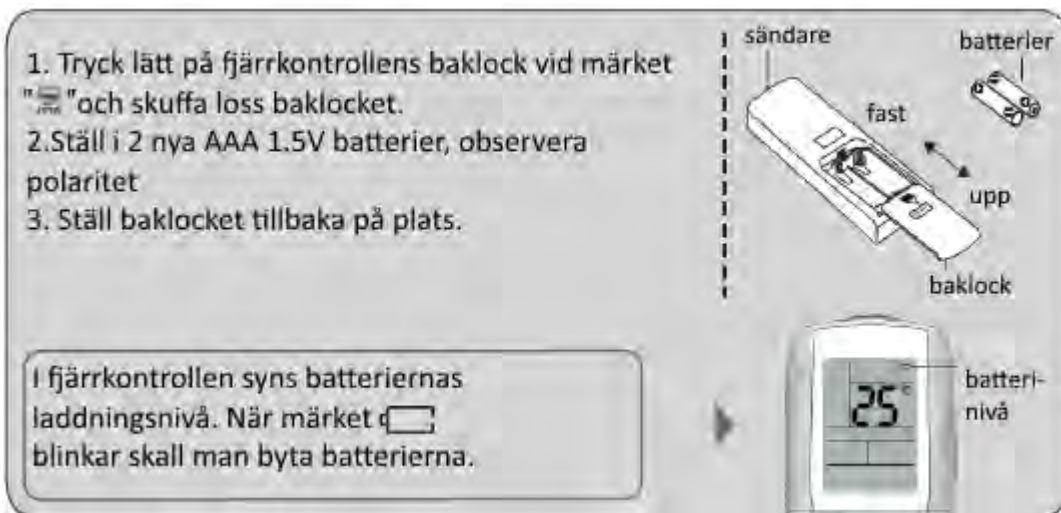 1. Tryck lätt på fjärrkontrollens baklock vid märket
" "och skuffa loss baklocket.
2.Ställ i 2 nya AAA 1.5V batterier, observera
polaritet
3. Ställ baklocket tillbaka på plats.
sändare
batterier
fast
upp
baklock
I fjärrkontrollen syns batteriernas
laddningsnivå. När märket
blinkar skall man byta batterierna.
25
batteri-
nivå